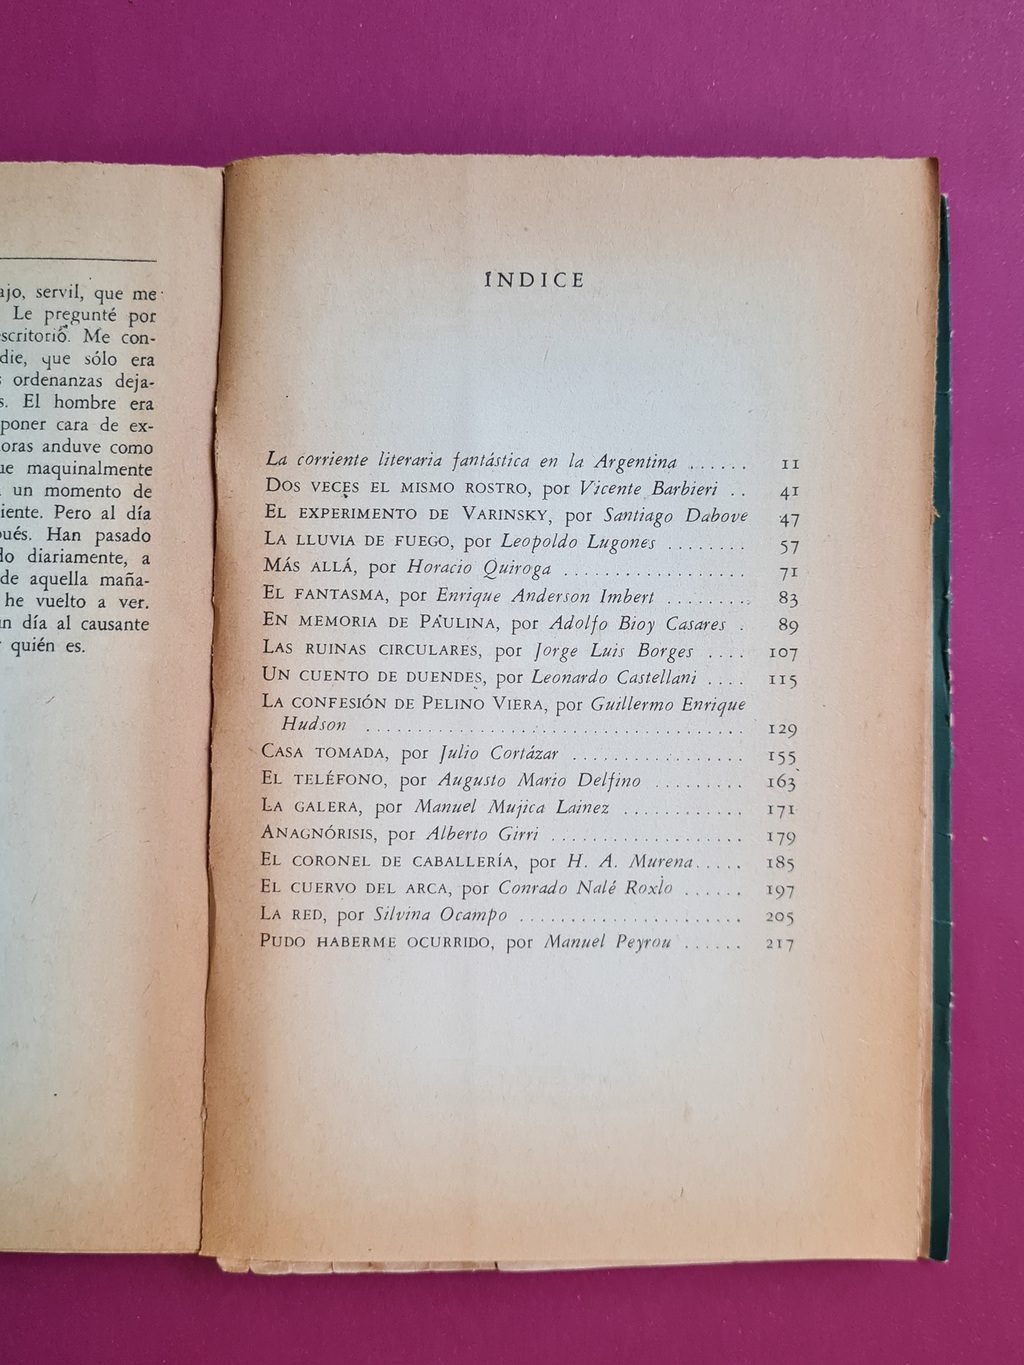 ajo, servil, que me
Le pregunté por
scritorio. Me con-
die, que sólo era
ordenanzas deja-
s. El hombre era
poner cara de ex-
oras anduve como
ue maquinalmente
un momento de
iente. Pero al día
pués. Han pasado
do diariamente, a
de aquella maña-
he vuelto a ver.
un día al causante
quién es.
ÍNDICE
La corriente literaria fantástica en la Argentina ...... 11
DOS VECES EL MISMO ROSTRO, por Vicente Barbieri .. 41
EL EXPERIMENTO DE VARINSKY, por Santiago Dabove 47
LA LLUVIA DE FUEGO, por Leopoldo Lugones ........ 57
MÁS ALLÁ, por Horacio Quiroga .................. 71
EL FANTASMA, por Enrique Anderson Imbert ......... 83
EN MEMORIA DE PAULINA, por Adolfo Bioy Casares . 89
LAS RUINAS CIRCULARES, por Jorge Luis Borges .... 107
UN CUENTO DE DUENDES, por Leonardo Castellani .... 115
LA CONFESIÓN DE PELINO VIERA, por Guillermo Enrique
Hudson .................................... 129
CASA TOMADA, por Julio Cortázar ................. 155
EL TELÉFONO, por Augusto Mario Delfino ......... 163
LA GALERA, por Manuel Mujica Lainez ............ 171
ANAGNÓRISIS, por Alberto Girri ................... 179
EL CORONEL DE CABALLERÍA, por H. A. Murena..... 185
EL CUERVO DEL ARCA, por Conrado Nalé Roxlo ...... 197
LA RED, por Silvina Ocampo ...................... 205
PUDO HABERME OCURRIDO, por Manuel Peyrou ...... 217